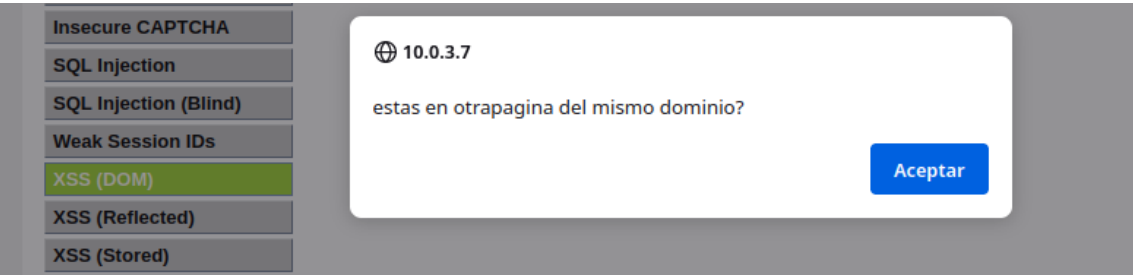 Insecure CAPTCHA
SQL Injection
SQL Injection (Blind)
Weak Session IDs
XSS (DOM)
XSS (Reflected)
XSS (Stored)
10.0.3.7
estas en otrapagina del mismo dominio?
Aceptar